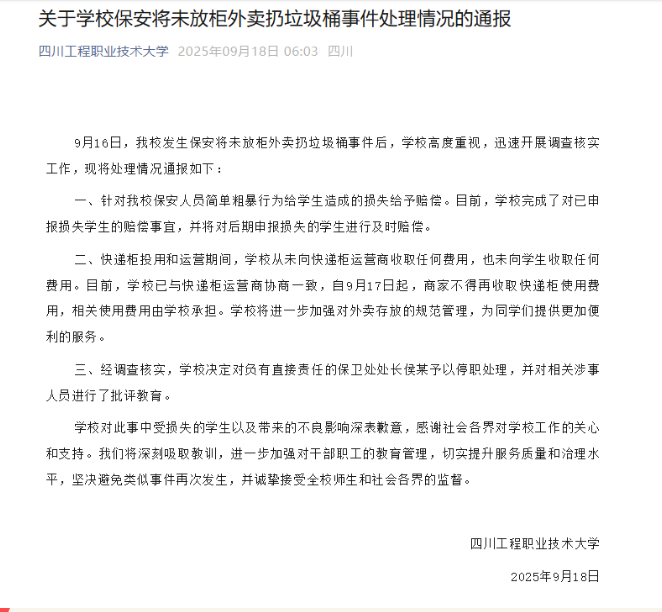 关于学校保安将未放柜外卖扔垃圾桶事件处理情况的通报
四川工程职业技术大学 2025年09月18日 06:03 四川
9月16日，我校发生保安将未放柜外卖扔垃圾桶事件后，学校高度重视，迅速开展调查核实
工作，现将处理情况通报如下：
一、针对我校保安人员简单粗暴行为给学生造成的损失给予赔偿。目前，学校完成了对已申
报损失学生的赔偿事宜，并将对后期申报损失的学生进行及时赔偿。
二、快递柜投用和运营期间，学校从未向快递柜运营商收取任何费用，也未向学生收取任何
费用。目前，学校已与快递柜运营商协商一致，自9月17日起，商家不得再收取快递柜使用费
用，相关使用费用由学校承担。学校将进一步加强对外卖存放的规范管理，为同学们提供更加便
利的服务。
三、经调查核实，学校决定对负有直接责任的保卫处处长侯某予以停职处理，并对相关涉事
人员进行了批评教育。
学校对此事中受损失的学生以及带来的不良影响深表歉意，感谢社会各界对学校工作的关心
和支持。我们将深刻吸取教训，进一步加强对干部职工的教育管理，切实提升服务质量和治理水
平，坚决避免类似事件再次发生，并诚挚接受全校师生和社会各界的监督。
四川工程职业技术大学
2025年9月18日